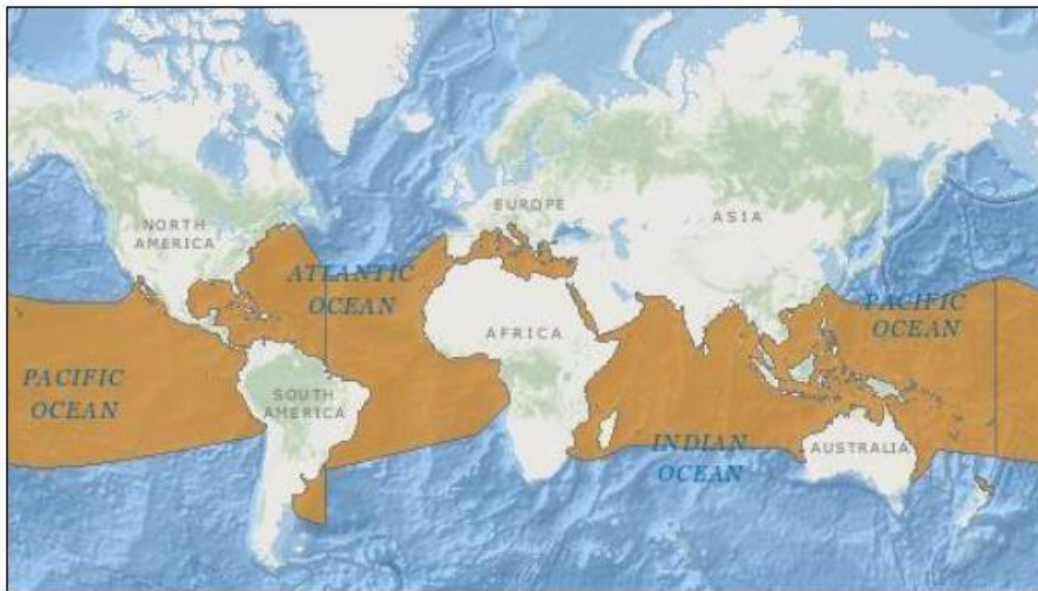 EUROPE
ASIA
NORTH
AMERICA
ATLANTIC
OCEAN
PACIFIC
OCEAN
AFRICA
PACIFIC
OCEAN
SOUTH
AMERICA
INDIAN
OCEAN
AUSTRALIA